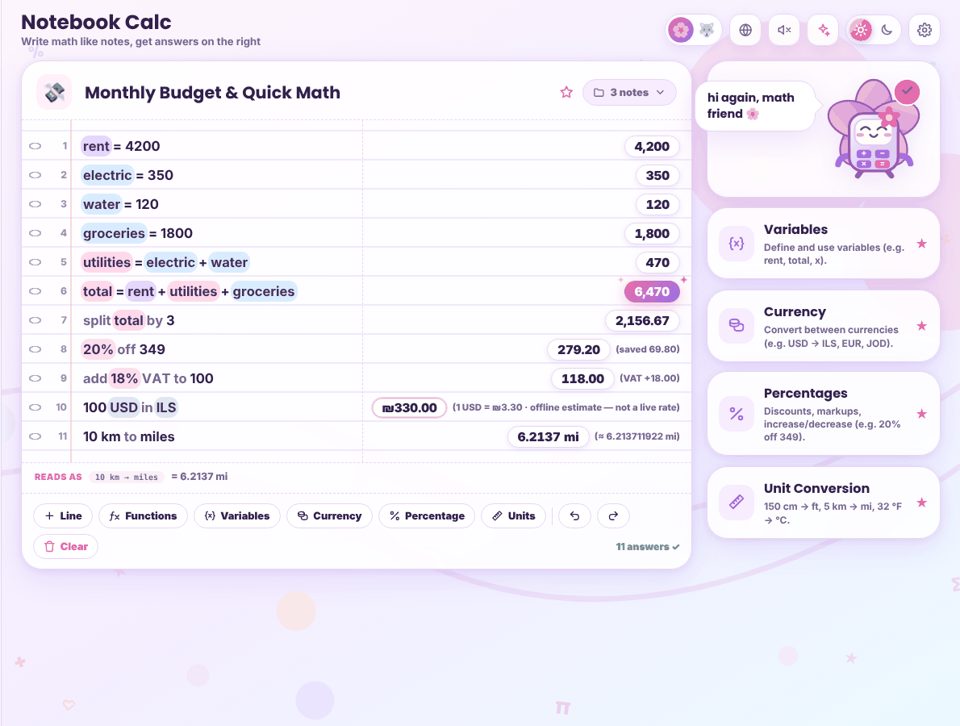 Notebook Calc
Write math like notes, get answers on the right
💸 Monthly Budget & Quick Math
3 notes
1 rent = 4200 4,200
2 electric = 350 350
3 water = 120 120
4 groceries = 1800 1,800
5 utilities = electric + water 470
6 total = rent + utilities + groceries 6,470
7 split total by 3 2,156.67
8 20% off 349 279.20 (saved 69.80)
9 add 18% VAT to 100 118.00 (VAT +18.00)
10 100 USD in ILS ₪330.00 (1 USD = ₪3.30 · offline estimate — not a live rate)
11 10 km to miles 6.2137 mi (≈ 6.213711922 mi)
READS AS 10 km → miles = 6.2137 mi
+ Line
ƒx Functions
{x} Variables
Currency
% Percentage
Units
Clear
11 answers ✓
hi again, math
friend 🌸
{x} Variables
Define and use variables (e.g.
rent, total, x).
Currency
Convert between currencies
(e.g. USD → ILS, EUR, JOD).
% Percentages
Discounts, markups,
increase/decrease (e.g. 20%
off 349).
Unit Conversion
150 cm → ft, 5 km → mi, 32 °F
→ °C.